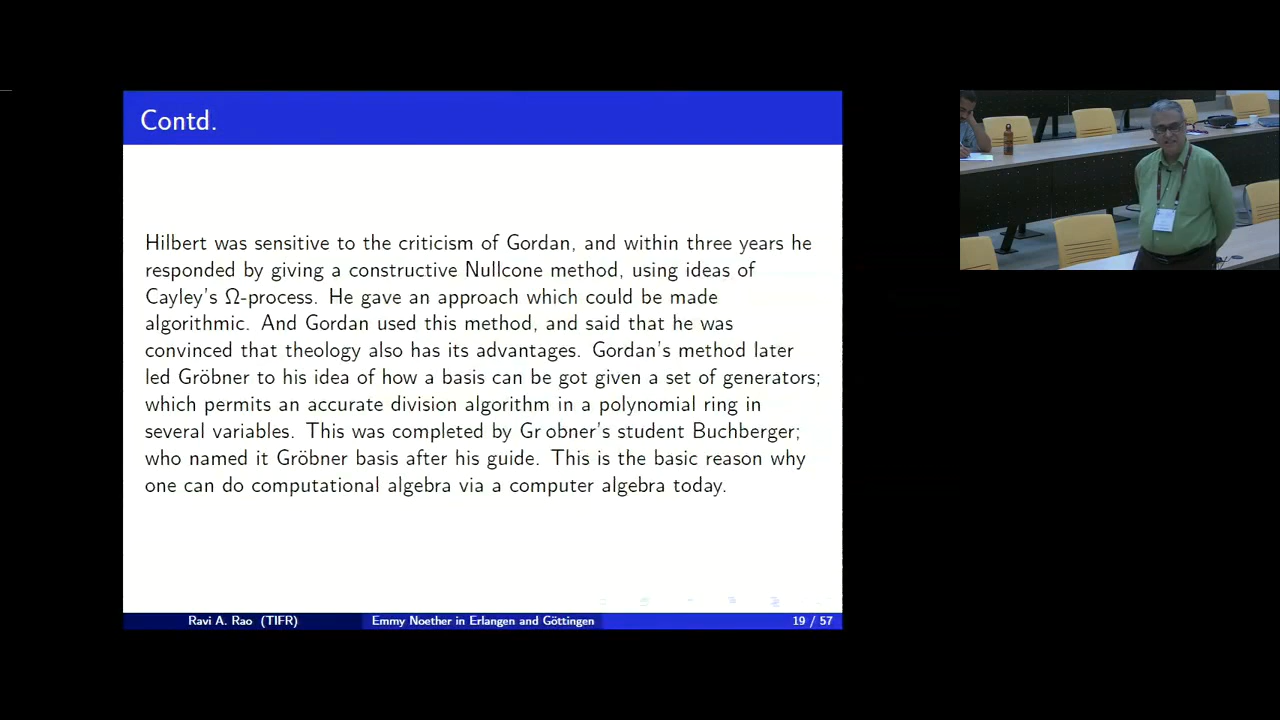 Contd.
Hilbert was sensitive to the criticism of Gordan, and within three years he
responded by giving a constructive Nullcone method, using ideas of
Cayley's Ω-process. He gave an approach which could be made
algorithmic. And Gordan used this method, and said that he was
convinced that theology also has its advantages. Gordan's method later
led Gröbner to his idea of how a basis can be got given a set of generators;
which permits an accurate division algorithm in a polynomial ring in
several variables. This was completed by Gr obner's student Buchberger;
who named it Gröbner basis after his guide. This is the basic reason why
one can do computational algebra via a computer algebra today.
Ravi A. Rao (TIFR) Emmy Noether in Erlangen and Göttingen 19 / 57